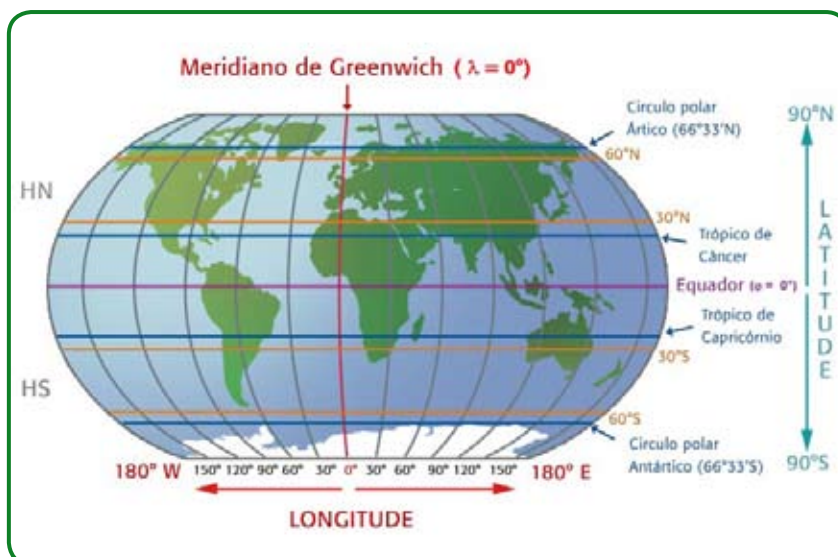 Meridiano de Greenwich ( λ = 0°)
Círculo polar
Ártico (66°33'N)
90°N
60°N
HN
30°N
Trópico de
Câncer
Equador (φ = 0°)
LATITUDE
Trópico de
Capricórnio
30°S
HS
60°S
Círculo polar
Antártico (66°33'S)
90°S
180° W 150° 120° 90° 60° 30° 0° 30° 60° 90° 120° 150° 180° E
LONGITUDE